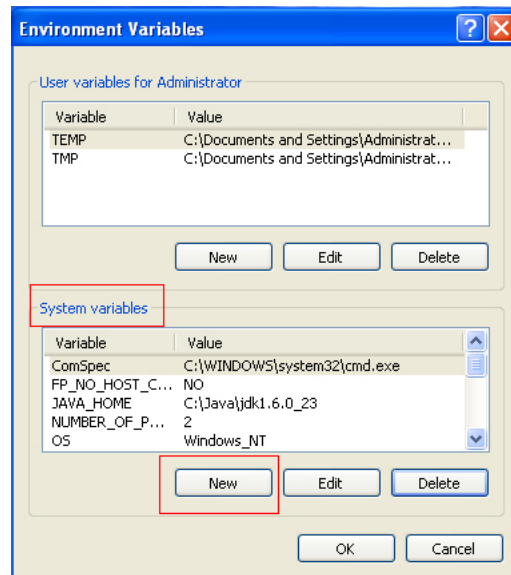 Environment Variables
User variables for Administrator
Variable Value
TEMP C:\Documents and Settings\Administrat...
TMP C:\Documents and Settings\Administrat...
New Edit Delete
System variables
Variable Value
ComSpec C:\WINDOWS\system32\cmd.exe
FP_NO_HOST_C... NO
JAVA_HOME C:\Java\jdk1.6.0_23
NUMBER_OF_P... 2
OS Windows_NT
New Edit Delete
OK Cancel